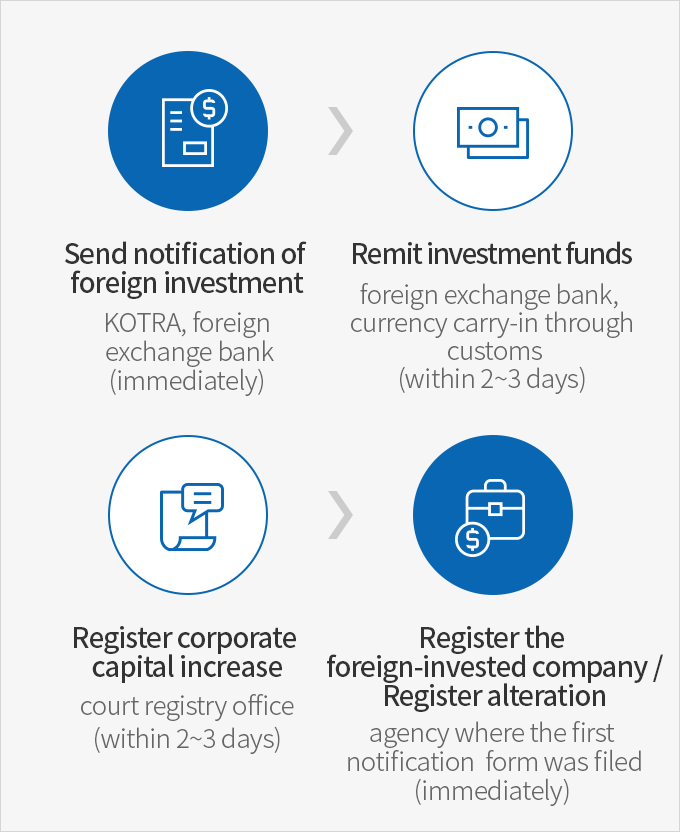 Send notification of
foreign investment
KOTRA, foreign
exchange bank
(immediately)
Remit investment funds
foreign exchange bank,
currency carry-in through
customs
(within 2~3 days)
Register corporate
capital increase
court registry office
(within 2~3 days)
Register the
foreign-invested company /
Register alteration
agency where the first
notification form was filed
(immediately)